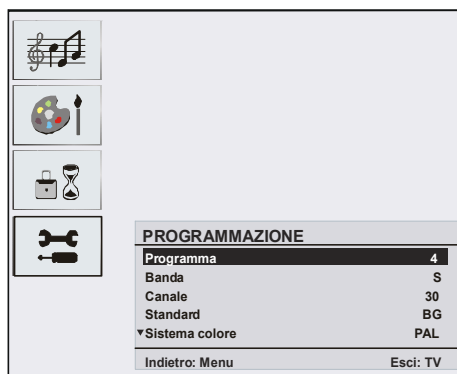 PROGRAMMAZIONE
Programma 4
Banda S
Canale 30
Standard BG
▼Sistema colore PAL
Indietro: Menu Esci: TV